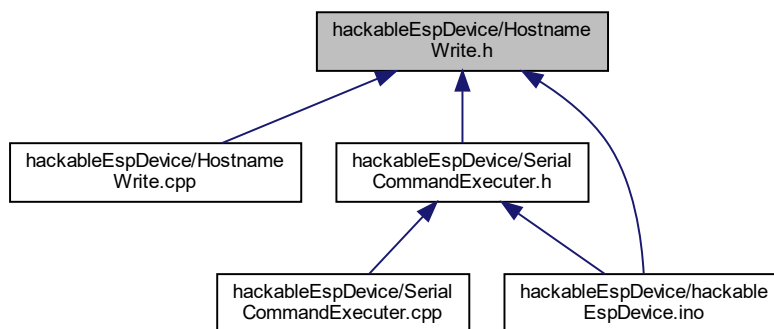 hackableEspDevice/Hostname
Write.h
hackableEspDevice/Hostname
Write.cpp
hackableEspDevice/Serial
CommandExecuter.h
hackableEspDevice/Serial
CommandExecuter.cpp
hackableEspDevice/hackable
EspDevice.ino